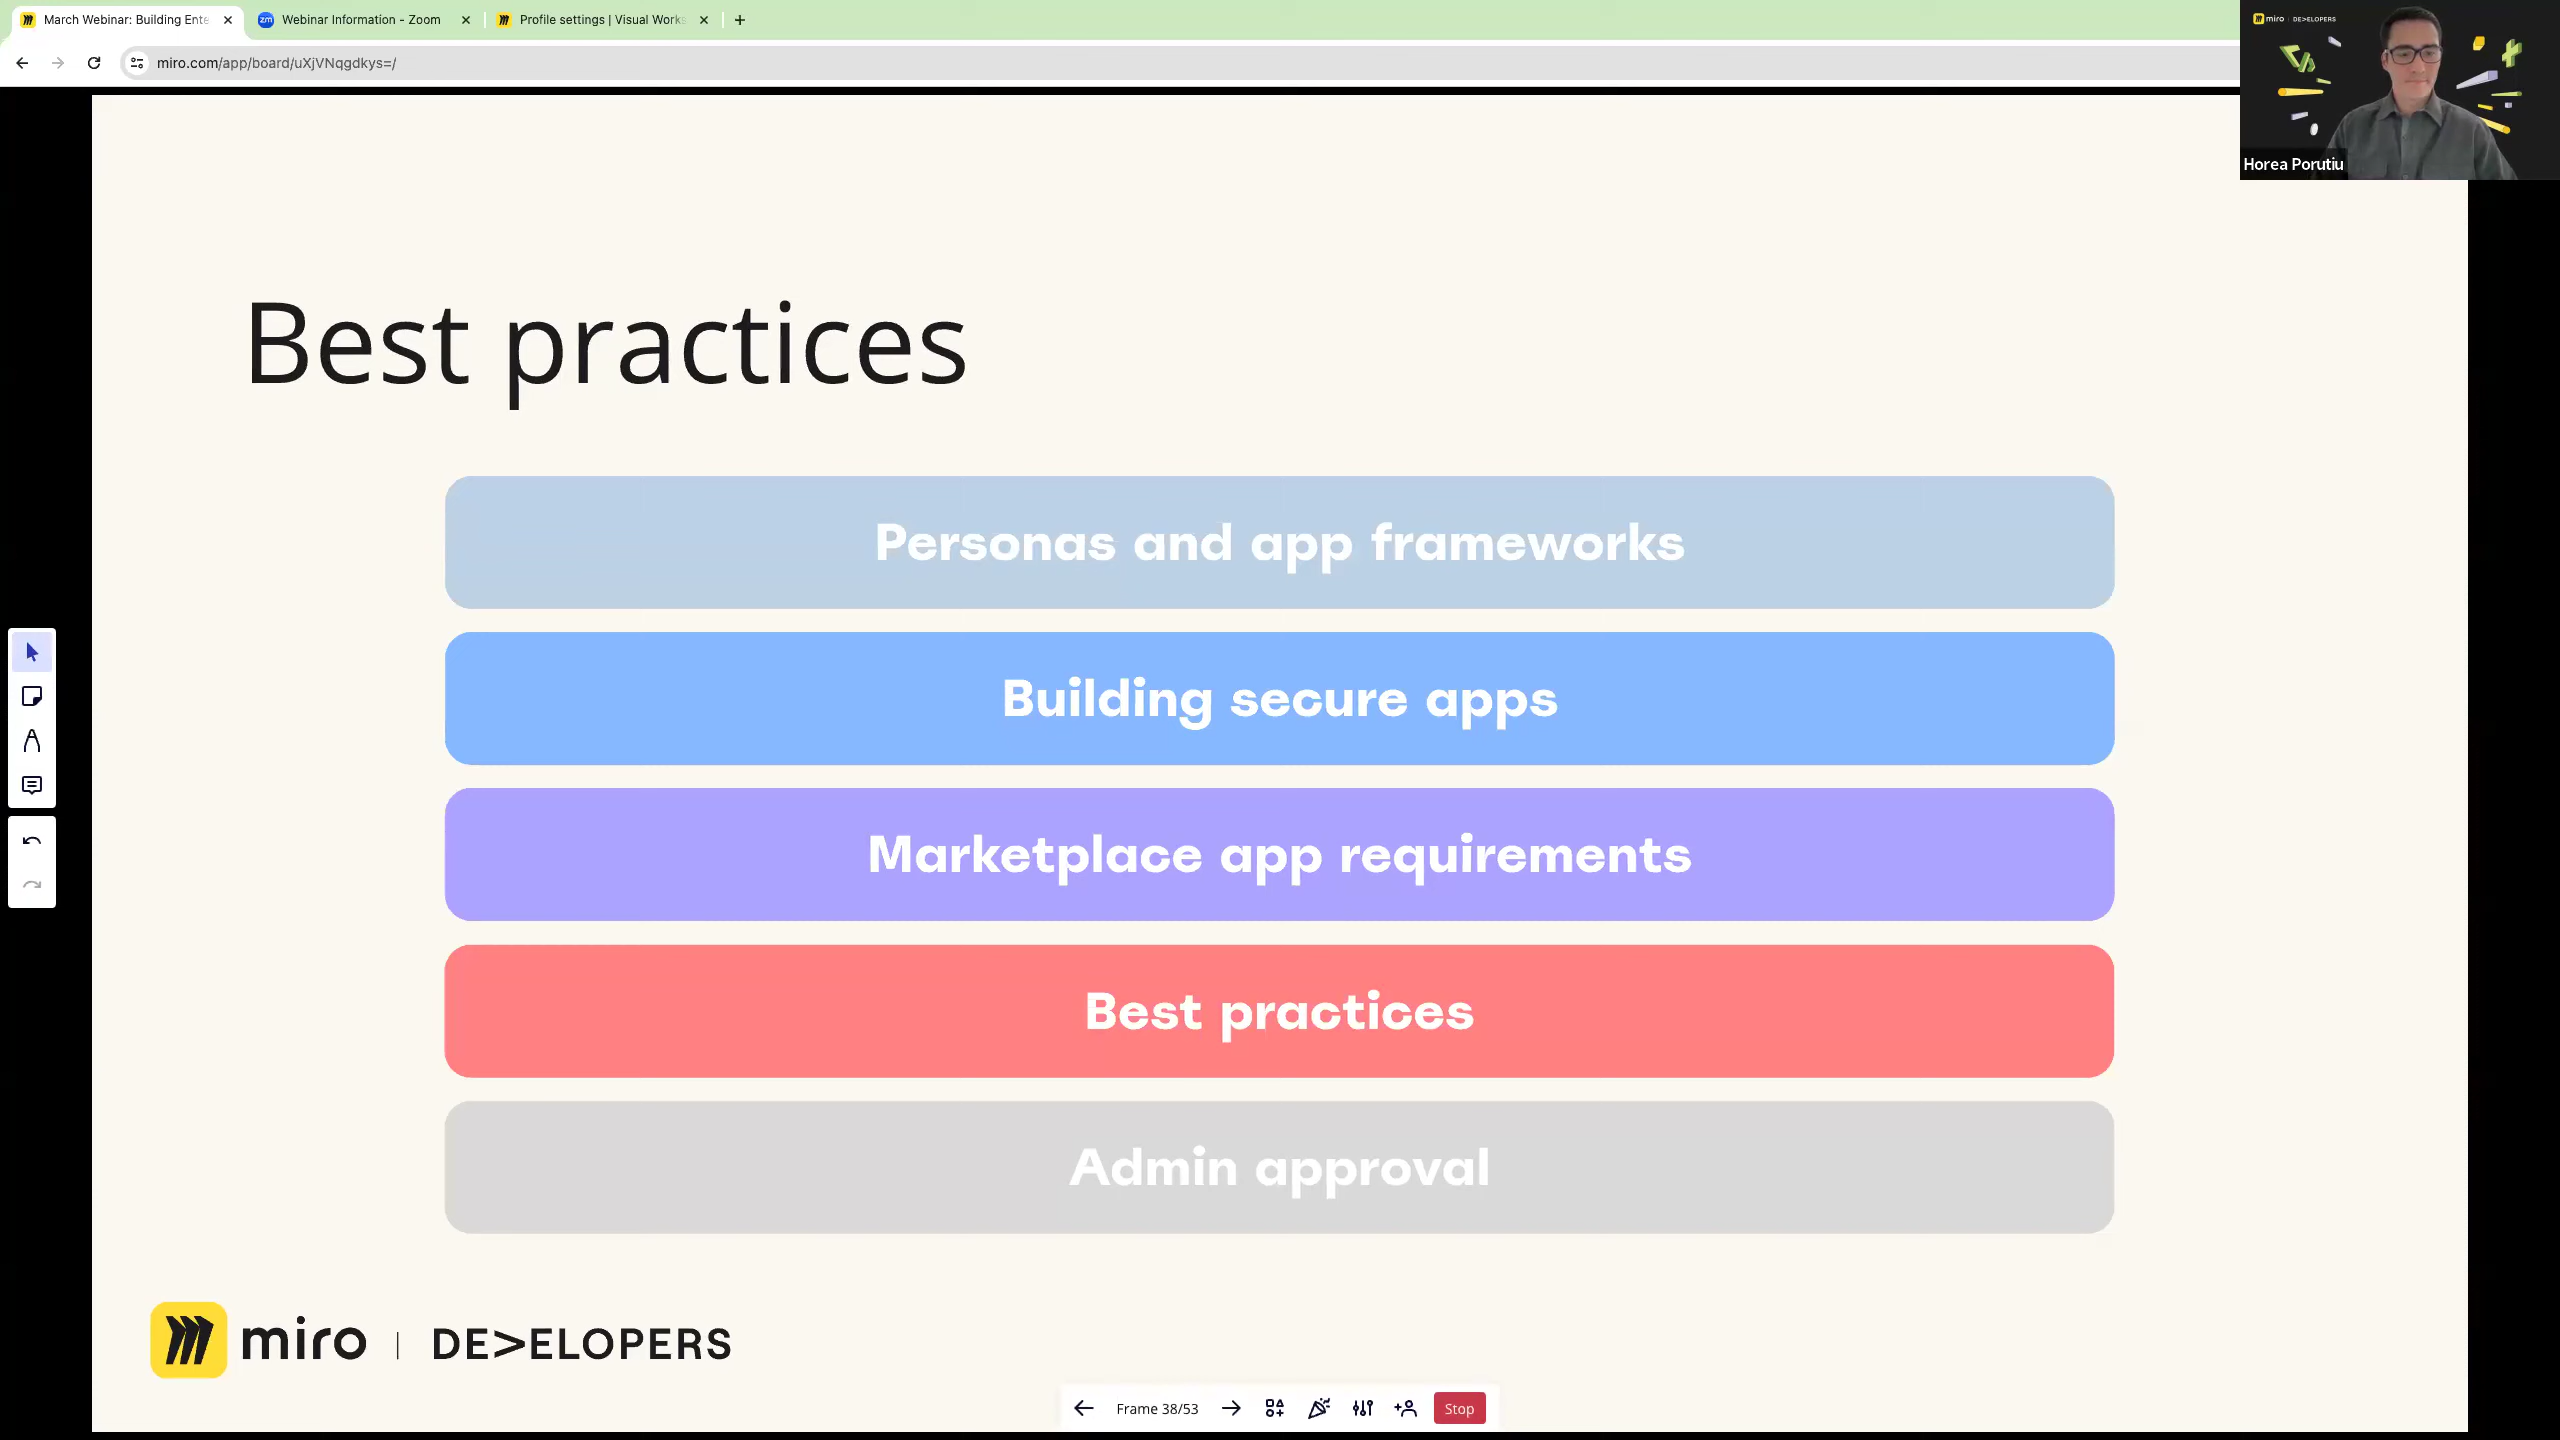 March Webinar: Building Ente
Webinar Information - Zoom
Profile settings | Visual Works
miro.com/app/board/uXjVNqgdkys=/
miro | DE>ELOPERS
Horea Porutiu
Best practices
Personas and app frameworks
Building secure apps
Marketplace app requirements
Best practices
Admin approval
miro | DE>ELOPERS
Frame 38/53
Stop